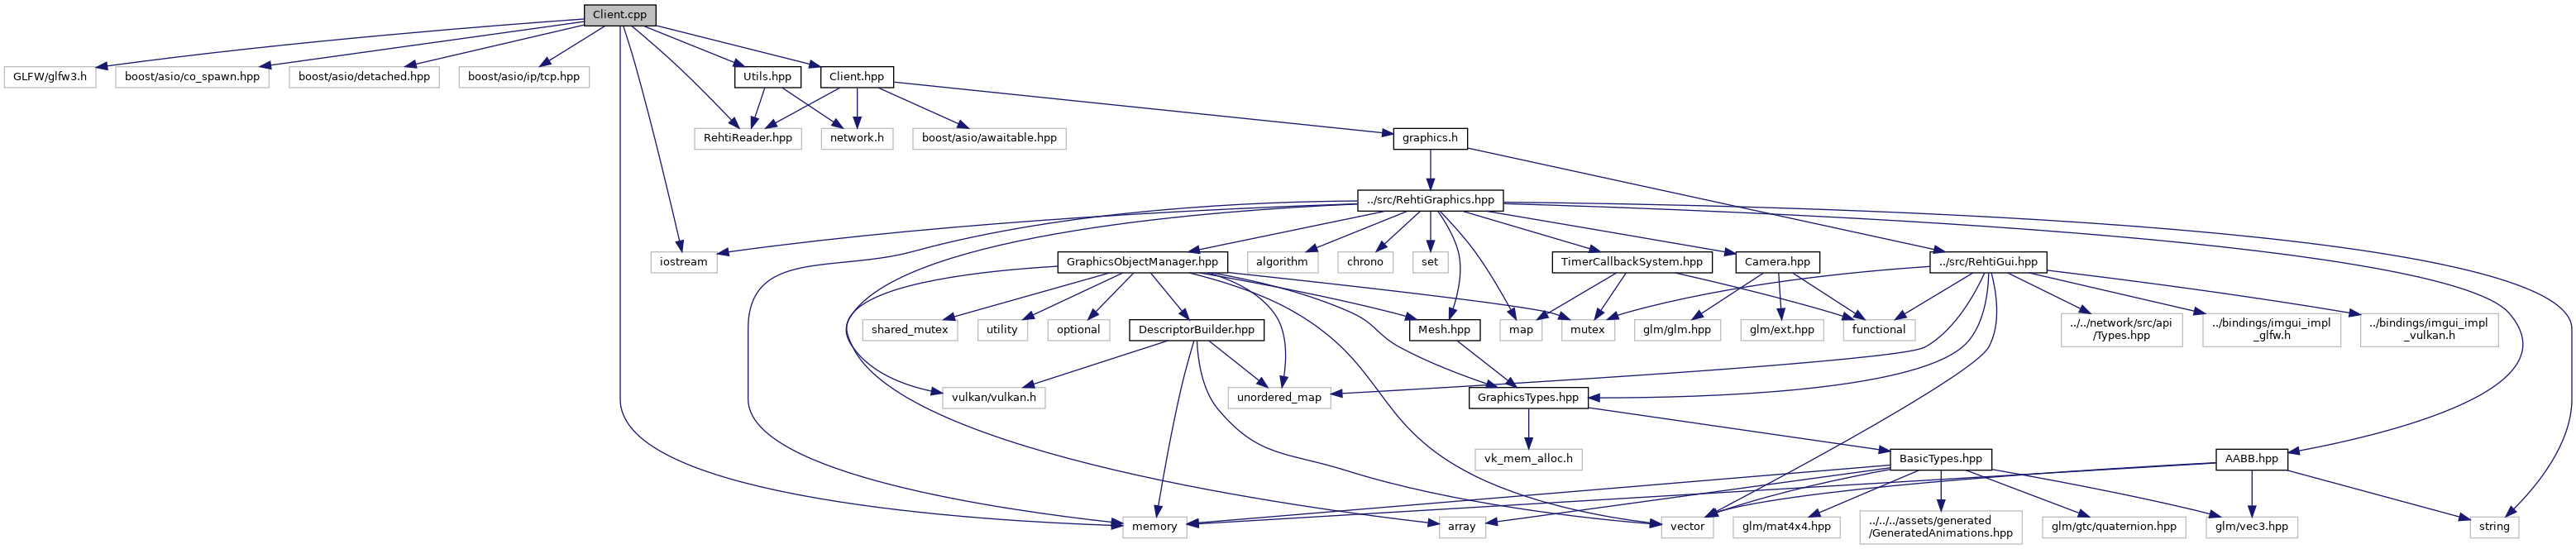 Client.cpp
GLFW/glfw3.h
boost/asio/co_spawn.hpp
boost/asio/detached.hpp
boost/asio/ip/tcp.hpp
Utils.hpp
Client.hpp
RehtiReader.hpp
network.h
boost/asio/awaitable.hpp
graphics.h
../src/RehtiGraphics.hpp
iostream
GraphicsObjectManager.hpp
algorithm
chrono
set
TimerCallbackSystem.hpp
Camera.hpp
../src/RehtiGui.hpp
shared_mutex
utility
optional
DescriptorBuilder.hpp
Mesh.hpp
map
mutex
glm/glm.hpp
glm/ext.hpp
functional
../../network/src/api
/Types.hpp
../bindings/imgui_impl
_glfw.h
../bindings/imgui_impl
_vulkan.h
vulkan/vulkan.h
unordered_map
GraphicsTypes.hpp
vk_mem_alloc.h
BasicTypes.hpp
AABB.hpp
memory
array
vector
glm/mat4x4.hpp
../../../assets/generated
/GeneratedAnimations.hpp
glm/gtc/quaternion.hpp
glm/vec3.hpp
string